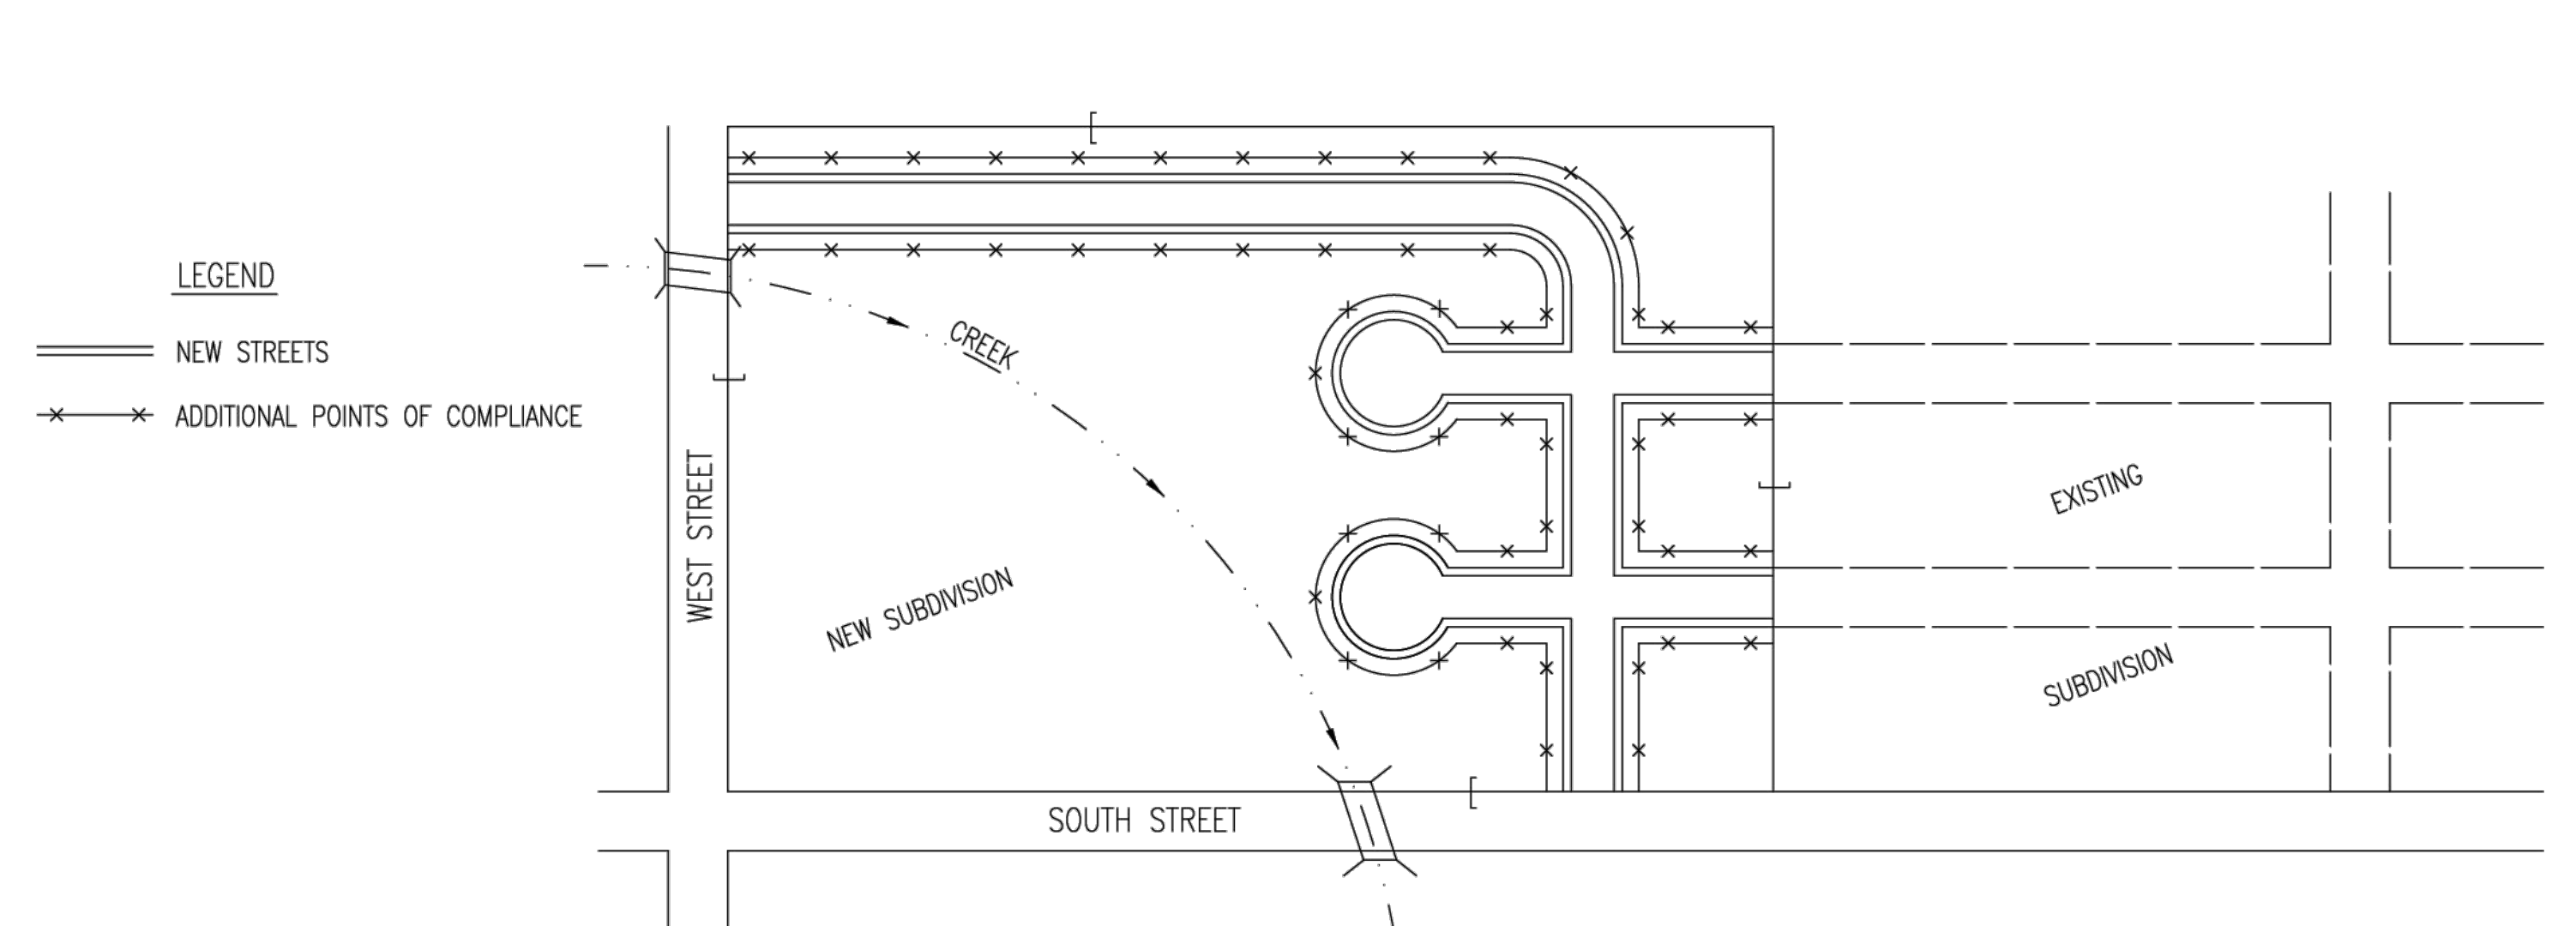 LEGEND
NEW STREETS
ADDITIONAL POINTS OF COMPLIANCE
CREEK
WEST STREET
NEW SUBDIVISION
SOUTH STREET
EXISTING
SUBDIVISION